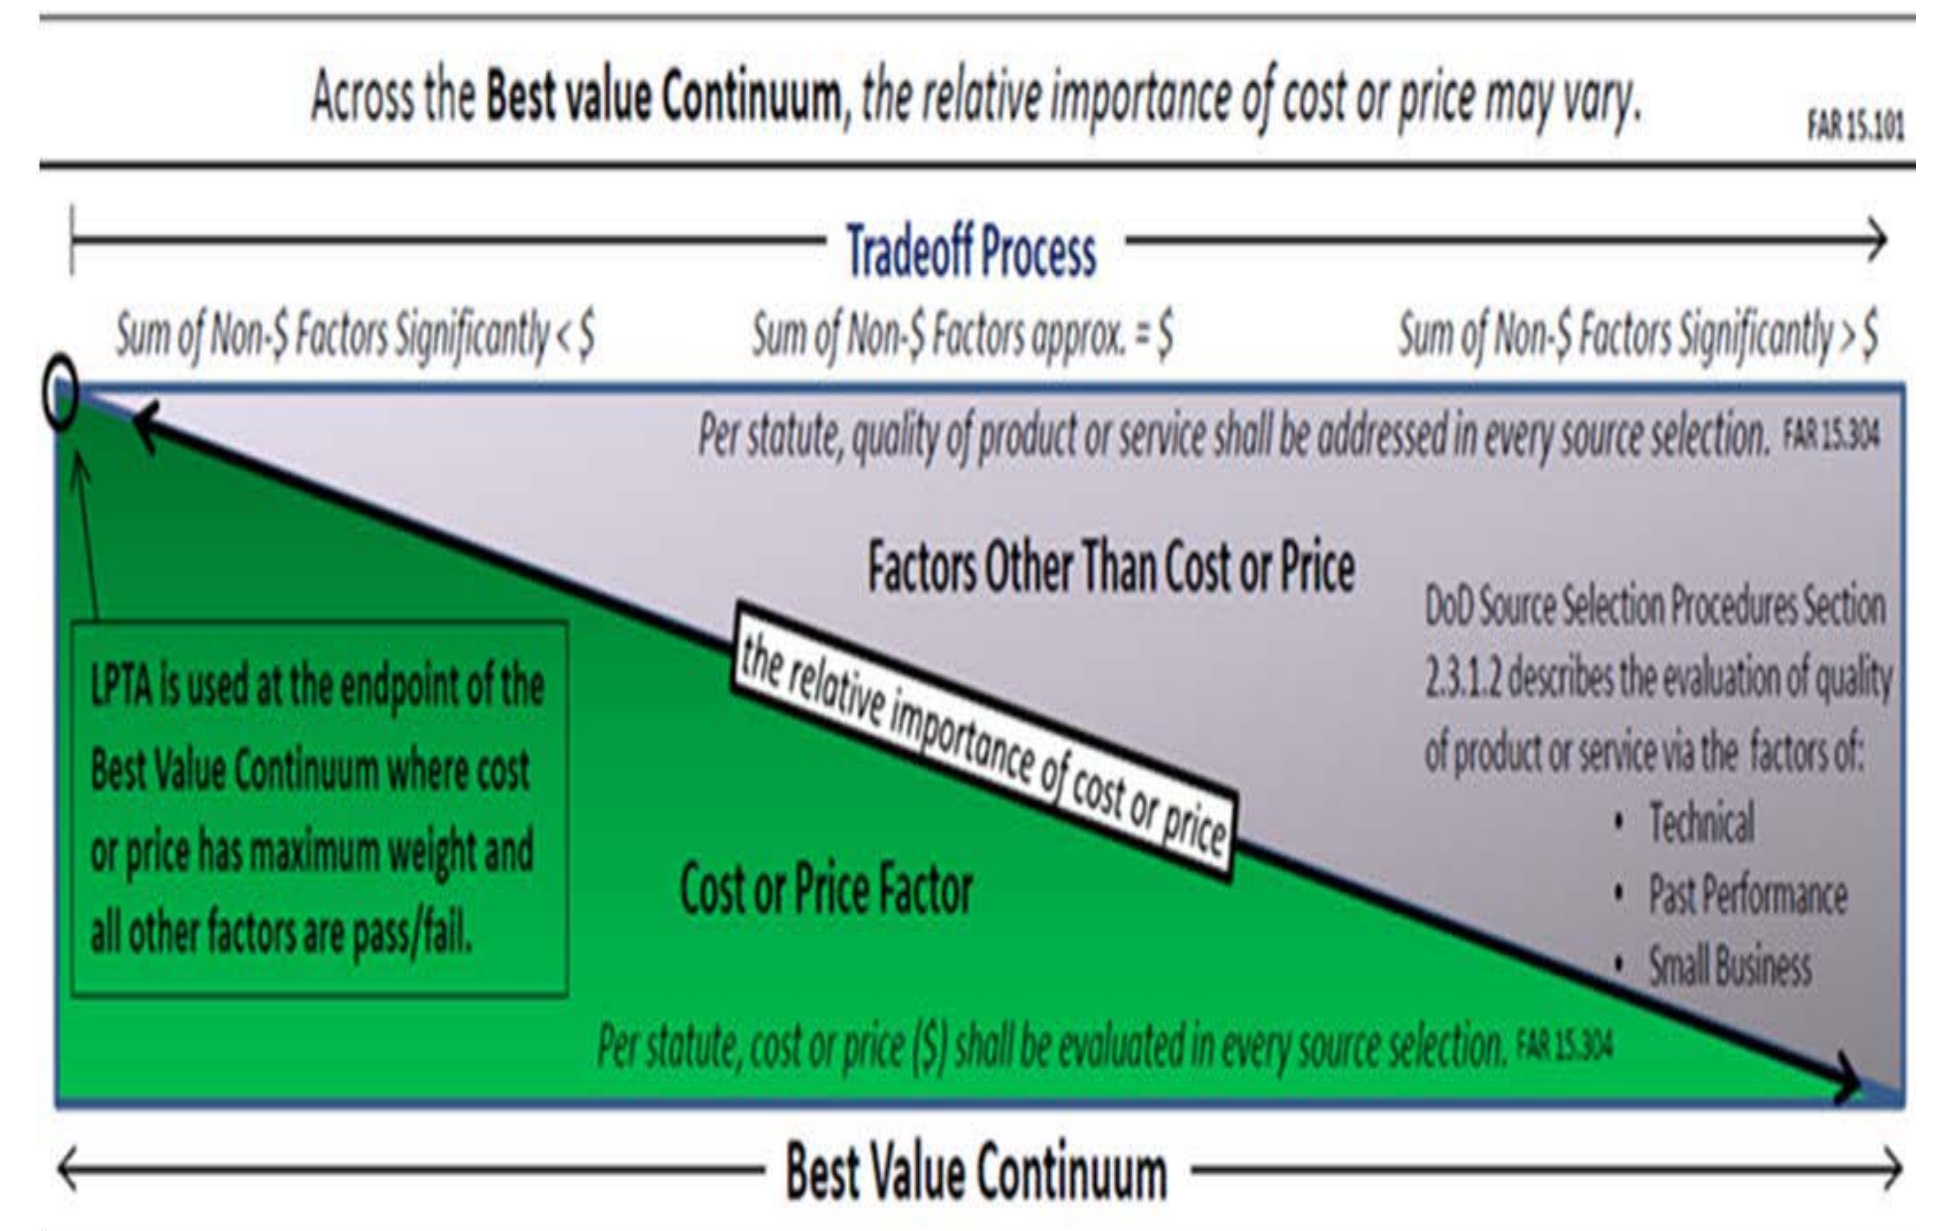 Across the Best value Continuum, the relative importance of cost or price may vary.
FAR 15.101
Tradeoff Process
Sum of Non-$ Factors Significantly < $
Sum of Non-$ Factors approx. = $
Sum of Non-$ Factors Significantly > $
Per statute, quality of product or service shall be addressed in every source selection. FAR 15.304
Factors Other Than Cost or Price
DoD Source Selection Procedures Section
2.3.1.2 describes the evaluation of quality
of product or service via the factors of:
• Technical
• Past Performance
• Small Business
the relative importance of cost or price
LPTA is used at the endpoint of the
Best Value Continuum where cost
or price has maximum weight and
all other factors are pass/fail.
Cost or Price Factor
Per statute, cost or price ($) shall be evaluated in every source selection. FAR 15.304
Best Value Continuum